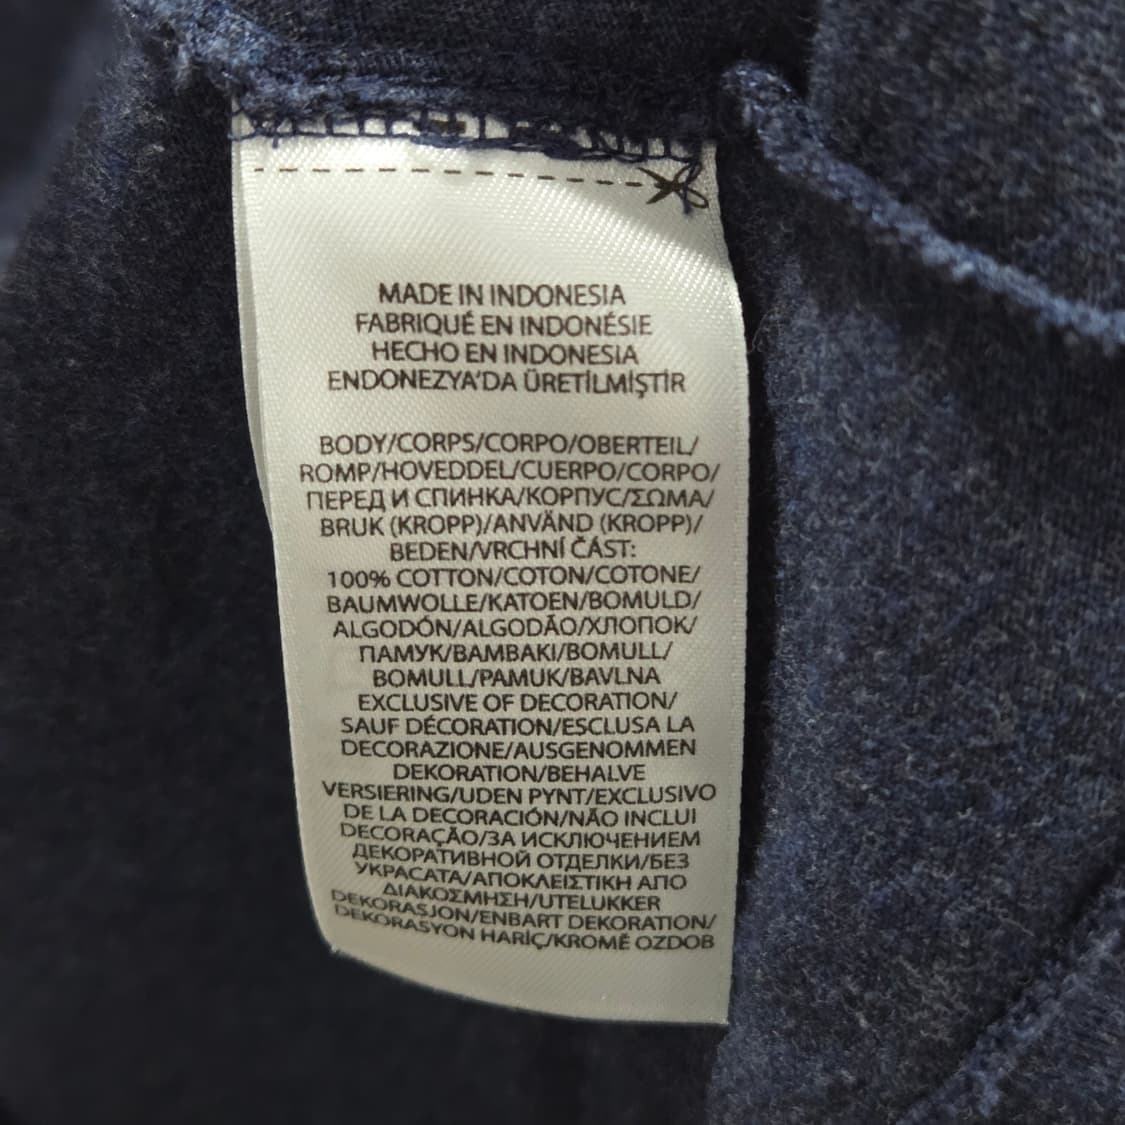 MADE IN INDONESIA
FABRIQUÉ EN INDONÉSIE
HECHO EN INDONESIA
ENDONEZYA'DA ÜRETİLMİŞTİR
BODY/CORPS/CORPO/OBERTEIL/
ROMP/HOVEDDEL/CUERPO/CORPO/
ПЕРЕД И СПИНКА/КОРПУС/ΣΩΜΑ/
BRUK (KROPP)/ANVÄND (KROPP)/
BEDEN/VRCHNÍ ČÁST:
100% COTTON/COTON/COTONE/
BAUMWOLLE/KATOEN/BOMULD/
ALGODÓN/ALGODÃO/ХЛОПОК/
ПАМУК/ΒΑΜΒΑΚΙ/BOMULL/
BOMULL/PAMUK/BAVLNA
EXCLUSIVE OF DECORATION/
SAUF DÉCORATION/ESCLUSA LA
DECORAZIONE/AUSGENOMMEN
DEKORATION/BEHALVE
VERSIERING/UDEN PYNT/EXCLUSIVO
DE LA DECORACIÓN/NÃO INCLUI
DECORAÇÃO/ЗА ИСКЛЮЧЕНИЕМ
ДЕКОРАТИВНОЙ ОТДЕЛКИ/БЕЗ
УКРАСАТА/ΑΠΟΚΛΕΙΣΤΙΚΗ ΑΠΟ
ΔΙΑΚΟΣΜΗΣΗ/UTELUKKER
DEKORASJON/ENBART DEKORATION/
DEKORASYON HARİÇ/KROMĚ OZDOB